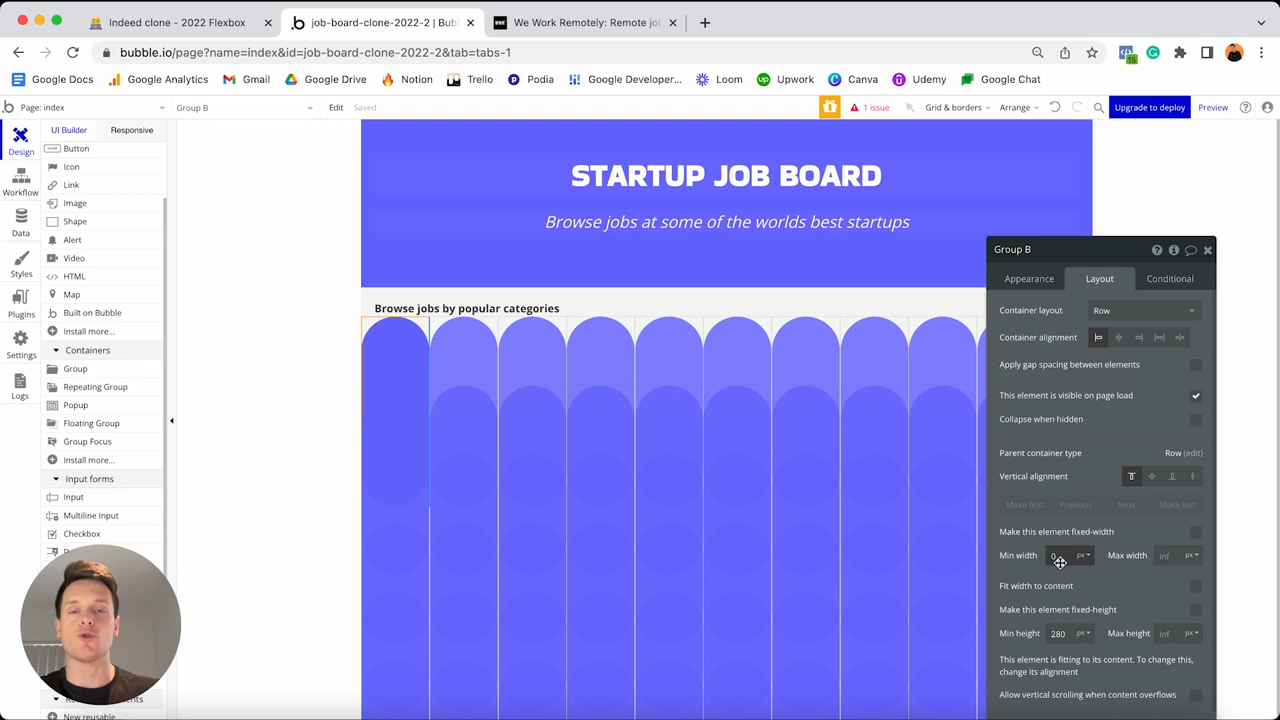 Indeed clone - 2022 Flexbox
job-board-clone-2022-2 | Bubl
We Work Remotely: Remote jo
bubble.io/page?name=index&id=job-board-clone-2022-2&tab=tabs-1
15
Google Docs
Google Analytics
Gmail
Google Drive
Notion
Trello
Podia
Google Developer...
Loom
Upwork
Canva
Udemy
Google Chat
Page: index
Group B
Edit
Saved
1 issue
Grid & borders
Arrange
Upgrade to deploy
Preview
Design
Workflow
Data
Styles
Plugins
Settings
Logs
UI Builder
Responsive
Button
Icon
Link
Image
Shape
Alert
Video
HTML
Map
Built on Bubble
Install more...
Containers
Group
Repeating Group
Popup
Floating Group
Group Focus
Install more...
Input forms
Input
Multiline Input
Checkbox
New reusable...
STARTUP JOB BOARD
Browse jobs at some of the worlds best startups
Browse jobs by popular categories
Group B
Appearance
Layout
Conditional
Container layout
Row
Container alignment
Apply gap spacing between elements
This element is visible on page load
Collapse when hidden
Parent container type
Row (edit)
Vertical alignment
Make first
Previous
Next
Make last
Make this element fixed-width
Min width
0
px
Max width
inf
px
Fit width to content
Make this element fixed-height
Min height
280
px
Max height
inf
px
This element is fitting to its content. To change this,
change its alignment
Allow vertical scrolling when content overflows